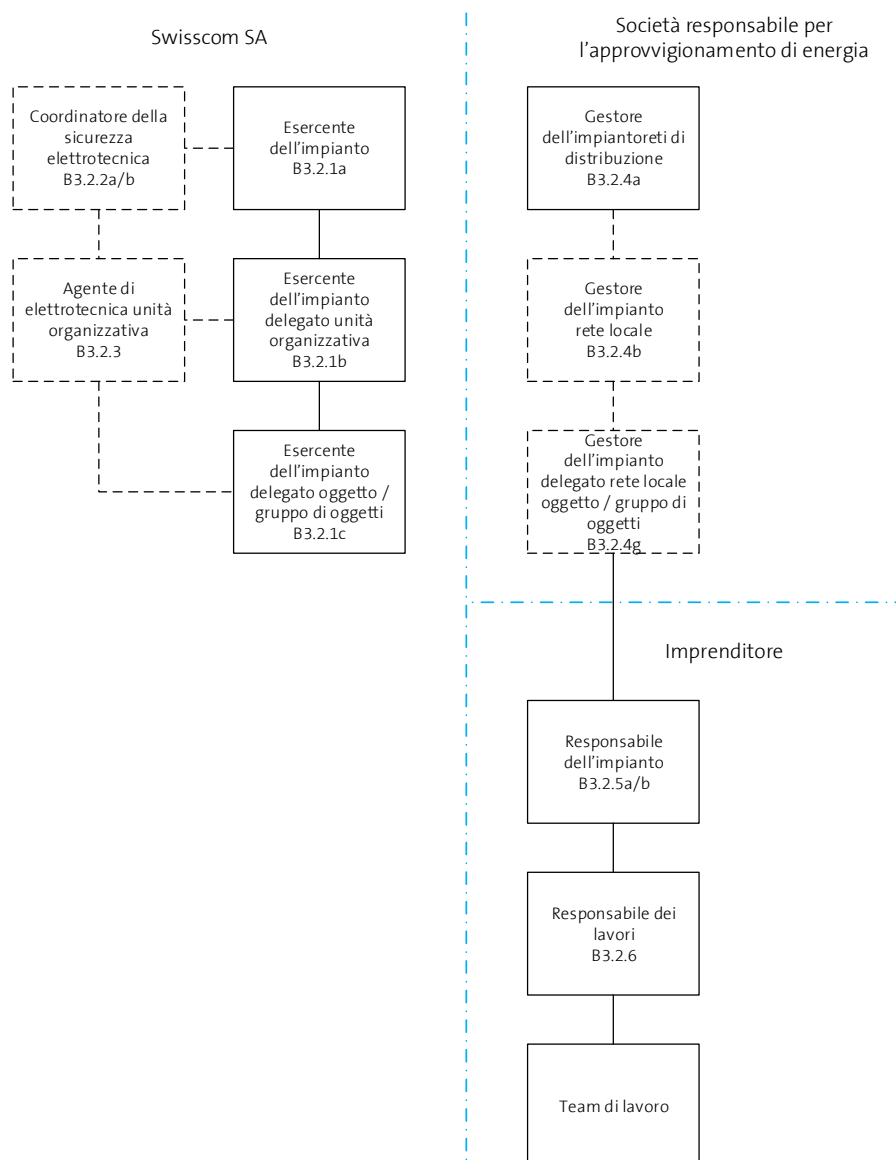 Swisscom SA
Società responsabile per
l'approvvigionamento di energia
Coordinatore della
sicurezza
elettrotecnica
B3.2.2a/b
Esercente
dell'impianto
B3.2.1a
Gestore
dell'impiantoreti di
distribuzione
B3.2.4a
Agente di
elettrotecnica unità
organizzativa
B3.2.3
Esercente
dell'impianto
delegato unità
organizzativa
B3.2.1b
Gestore
dell'impianto
rete locale
B3.2.4b
Esercente
dell'impianto
delegato oggetto /
gruppo di oggetti
B3.2.1c
Gestore
dell'impianto
delegato rete locale
oggetto / gruppo di
oggetti
B3.2.4g
Imprenditore
Responsabile
dell'impianto
B3.2.5a/b
Responsabile dei
lavori
B3.2.6
Team di lavoro